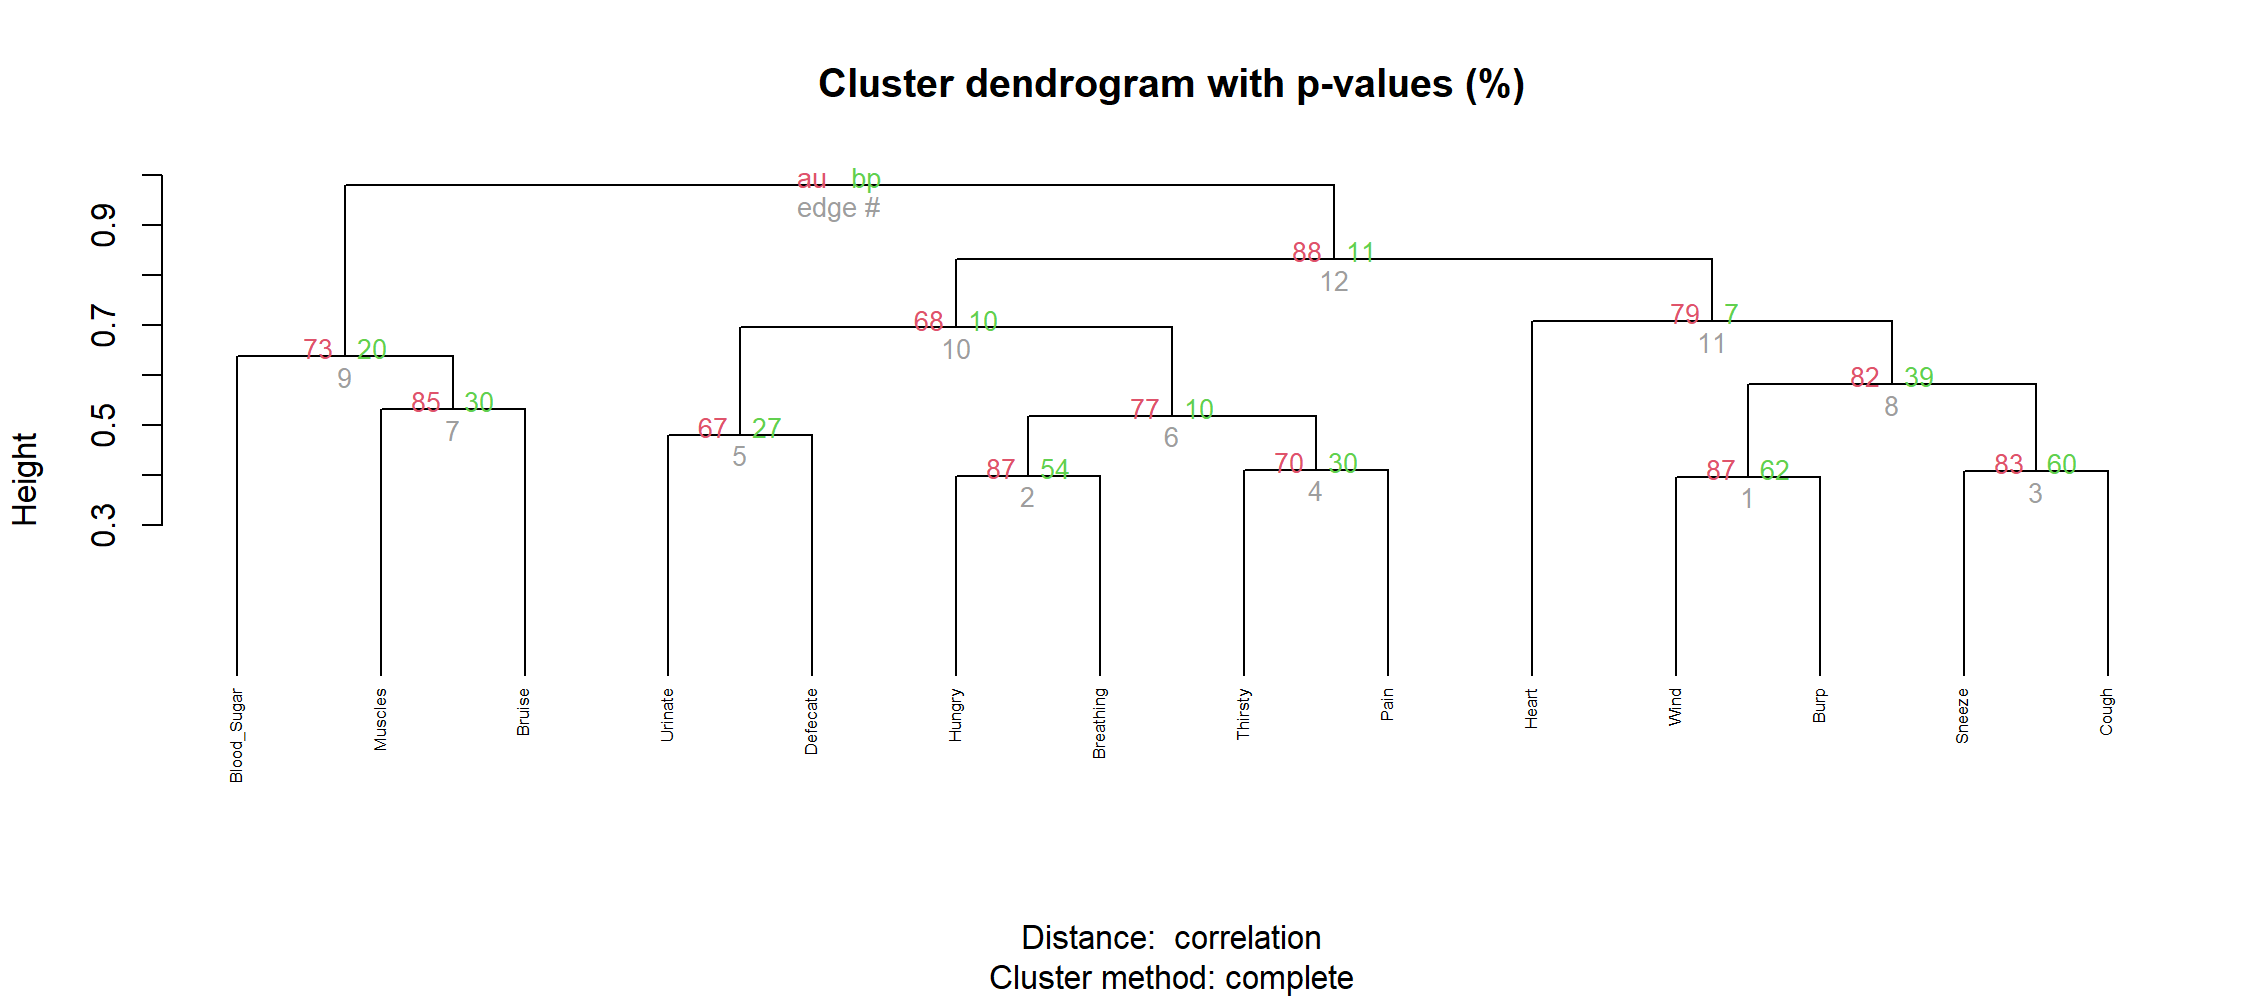 Cluster dendrogram with p-values (%)
au bp
edge #
88 11
12
68 10
10
79 7
11
73 20
9
82 39
8
85 30
7
77 10
6
67 27
5
87 54
2
70 30
4
87 62
1
83 60
3
Height
0.3 0.5 0.7 0.9
Blood_Sugar
Muscles
Bruise
Urinate
Defecate
Hungry
Breathing
Thirsty
Pain
Heart
Wind
Burp
Sneeze
Cough
Distance: correlation
Cluster method: complete